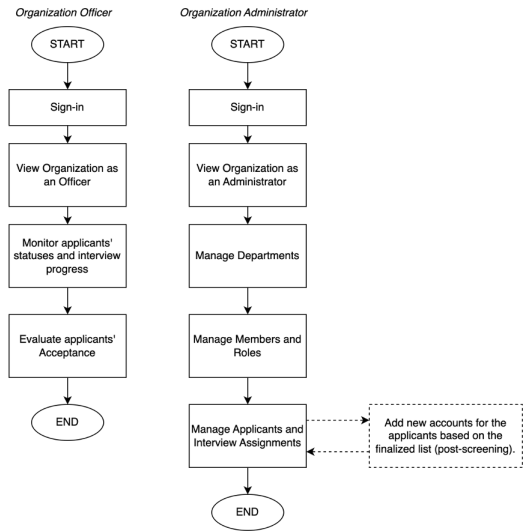 Organization Officer
START
Sign-in
View Organization as
an Officer
Monitor applicants'
statuses and interview
progress
Evaluate applicants'
Acceptance
END
Organization Administrator
START
Sign-in
View Organization as
an Administrator
Manage Departments
Manage Members and
Roles
Manage Applicants and
Interview Assignments
Add new accounts for the
applicants based on the
finalized list (post-screening).
END